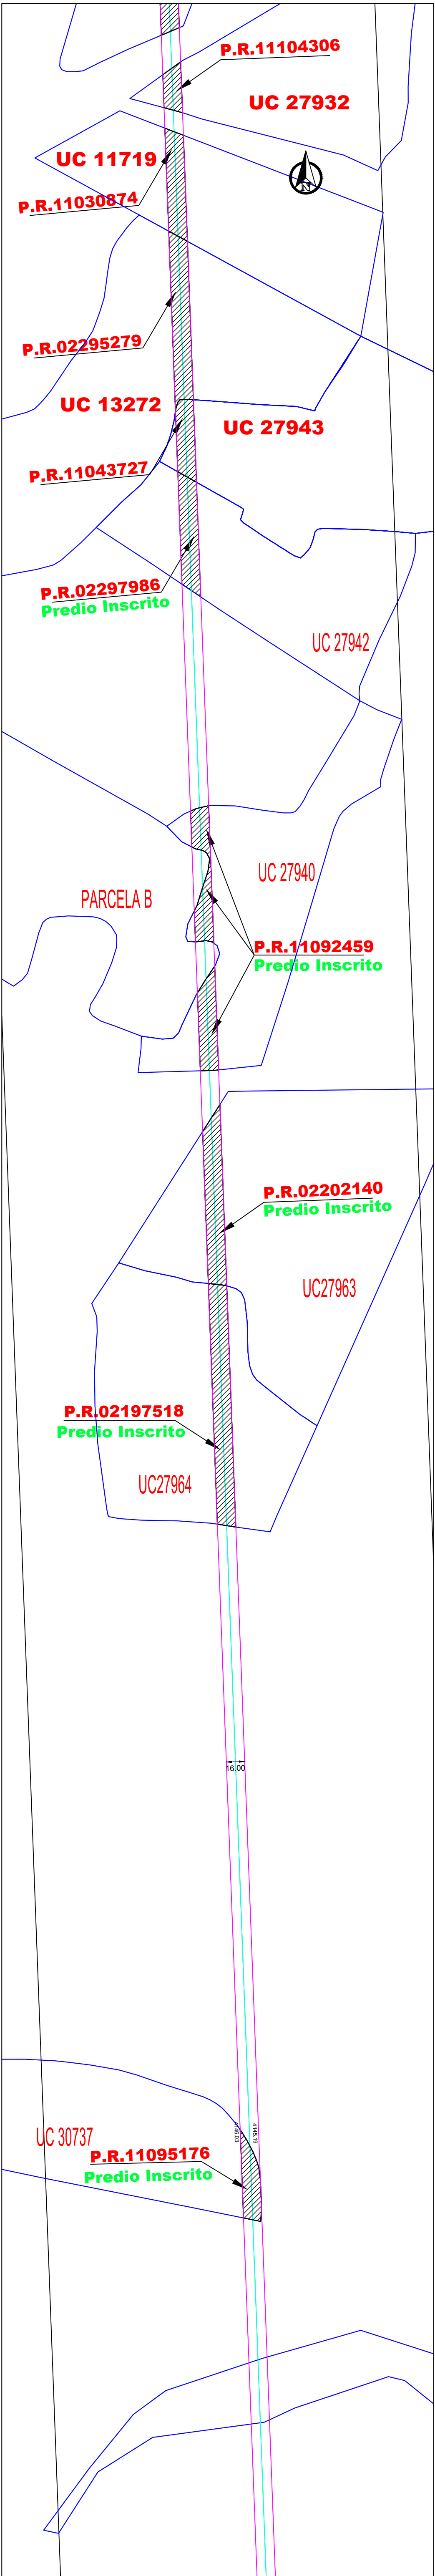 P.R.11104306
UC 27932
UC 11719
N
P.R.11030874
P.R.02295279
UC 13272
UC 27943
P.R.11043727
P.R.02297986
Predio Inscrito
UC 27942
UC 27940
PARCELA B
P.R.11092459
Predio Inscrito
P.R.02202140
Predio Inscrito
UC27963
P.R.02197518
Predio Inscrito
UC27964
16.00
UC 30737
P.R.11095176
Predio Inscrito